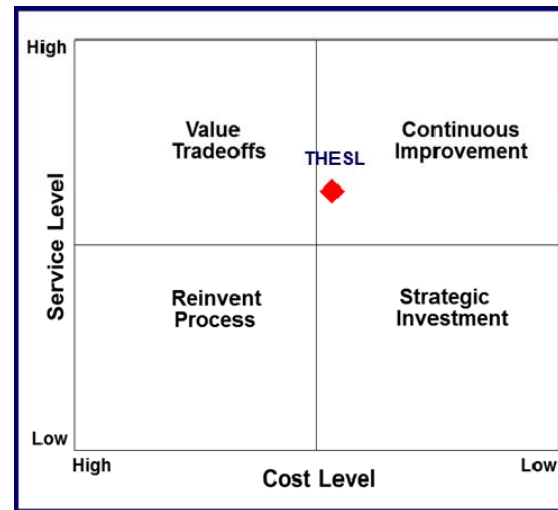 High
Value
Tradeoffs
THESL
Continuous
Improvement
Service Level
Reinvent
Process
Strategic
Investment
Low
High
Cost Level
Low